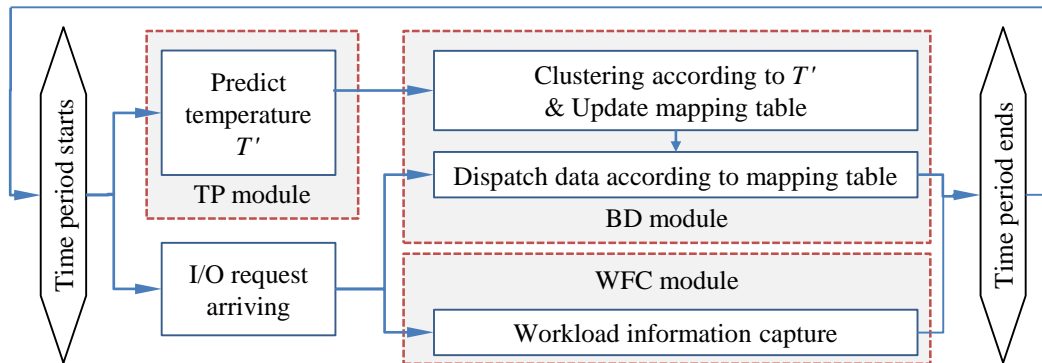 Time period starts
Predict
temperature
T'
TP module
I/O request
arriving
Clustering according to T'
& Update mapping table
Dispatch data according to mapping table
BD module
WFC module
Workload information capture
Time period ends